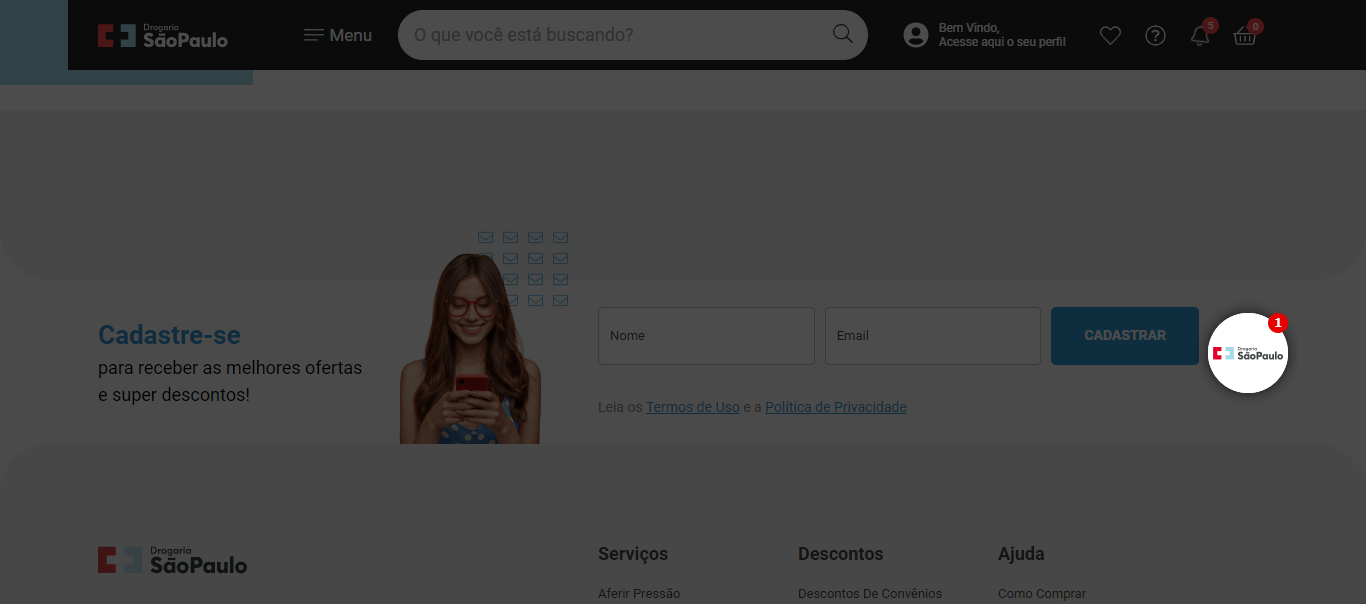 Drogaria
SãoPaulo
Menu
O que você está buscando?
Bem Vindo,
Acesse aqui o seu perfil
5
0
Cadastre-se
para receber as melhores ofertas
e super descontos!
Nome
Email
CADASTRAR
1
Drogaria
SãoPaulo
Leia os Termos de Uso e a Política de Privacidade
Drogaria
SãoPaulo
Serviços
Descontos
Ajuda
Aferir Pressão
Descontos De Convênios
Como Comprar